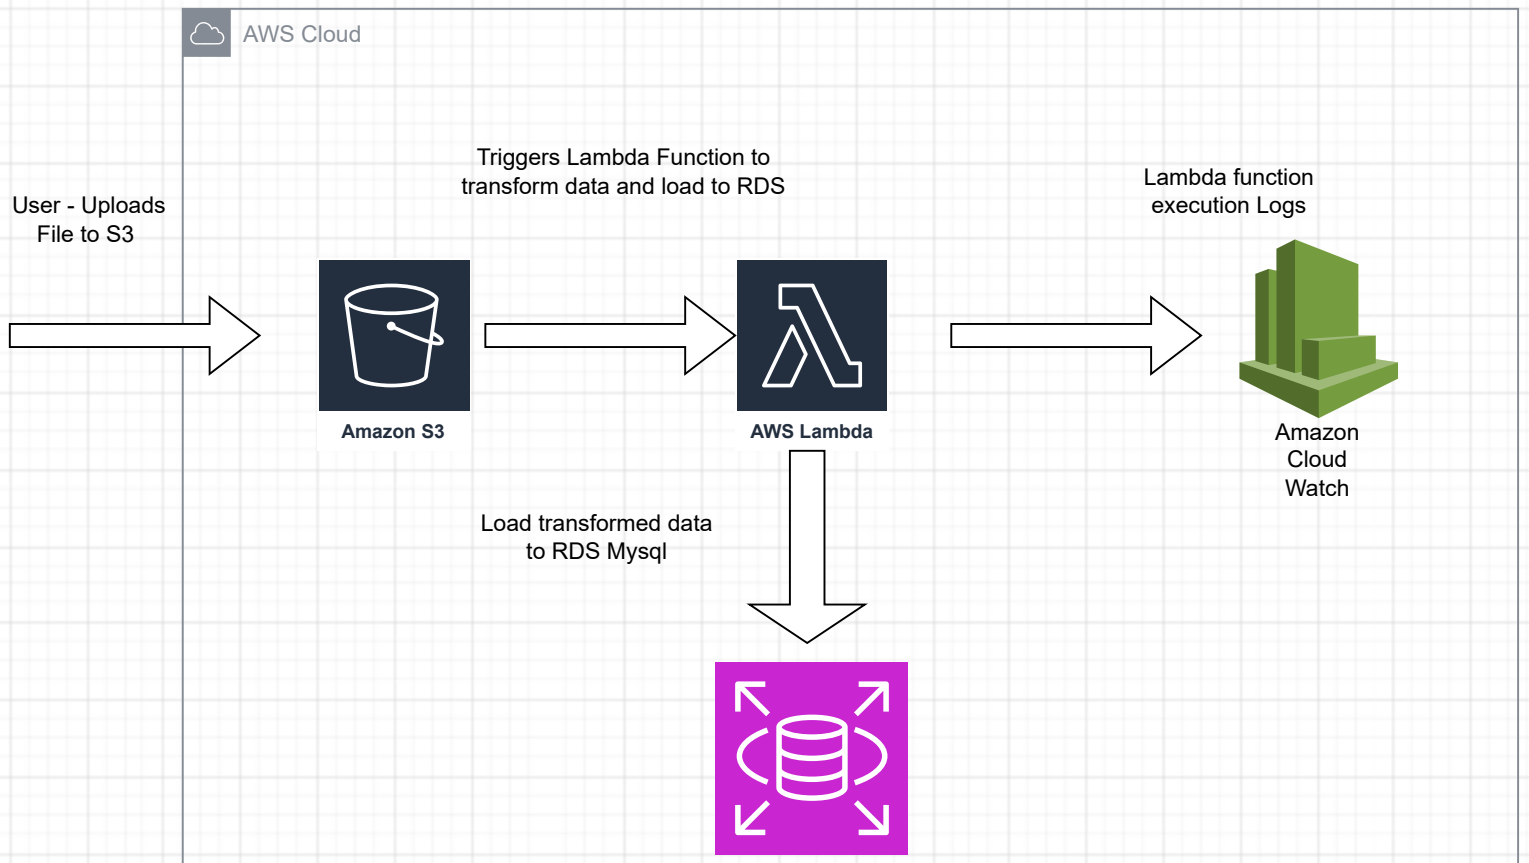 AWS Cloud
Triggers Lambda Function to
transform data and load to RDS
Lambda function
execution Logs
User - Uploads
File to S3
Amazon S3
AWS Lambda
Amazon
Cloud
Watch
Load transformed data
to RDS Mysql